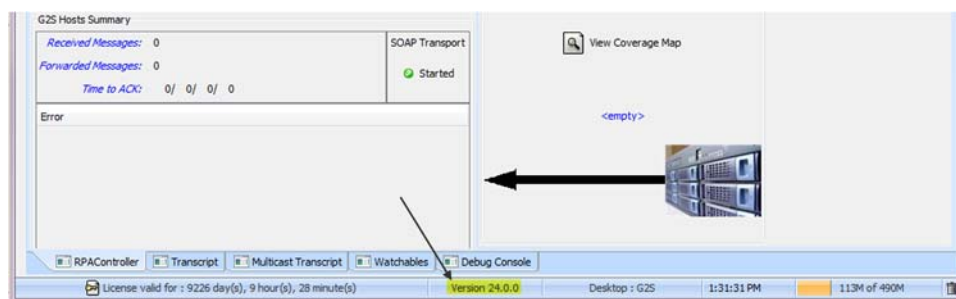 G2S Hosts Summary
Received Messages: 0
Forwarded Messages: 0
Time to ACK: 0/ 0/ 0/ 0
SOAP Transport
Started
Error
View Coverage Map
<empty>
RPAController Transcript Multicast Transcript Watchables Debug Console
License valid for : 9226 day(s), 9 hour(s), 28 minute(s) Version 24.0.0 Desktop : G2S 1:31:31 PM 113M of 490M